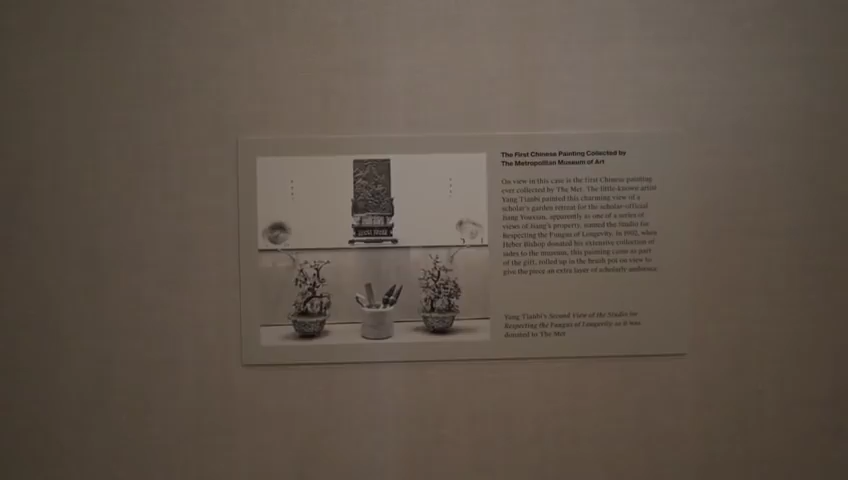 The First Chinese Painting Collected by
The Metropolitan Museum of Art
On view in this case is the first Chinese painting
ever collected by The Met. The little-known artist
Yang Tianbi painted this charming view of a
scholar's garden retreat for the scholar-official
Jiang Youxian, apparently as one of a series of
views of Jiang's property, named the Studio for
Respecting the Fungus of Longevity. In 1902, when
Heber Bishop donated his extensive collection of
jades to the museum, this painting came as part
of the gift, rolled up in the brush pot on view to
give the piece an extra layer of scholarly ambience.
Yang Tianbi's Second View of the Studio for
Respecting the Fungus of Longevity as it was
donated to The Met